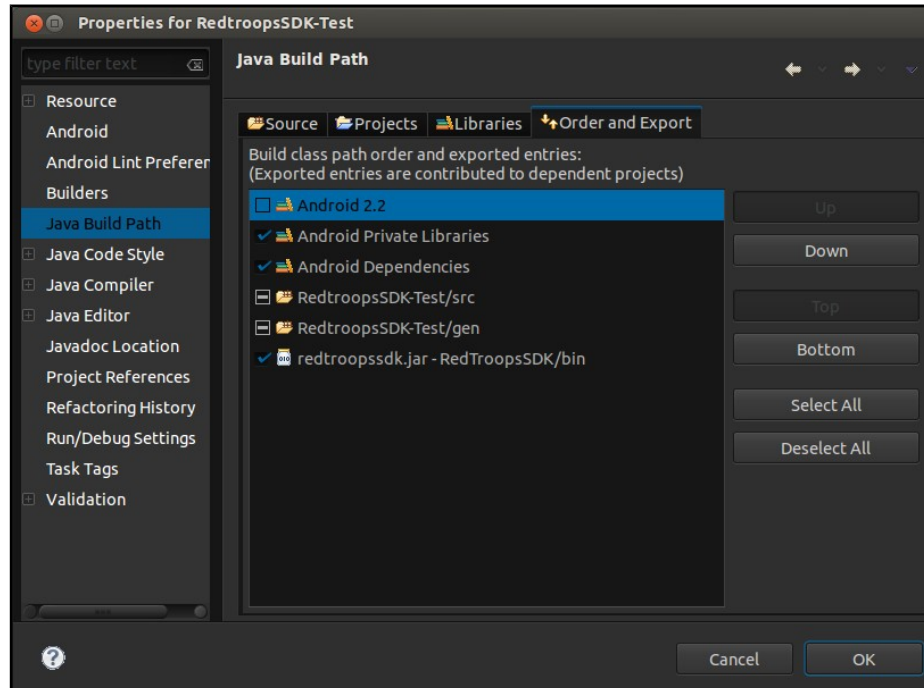 Properties for RedtroopsSDK-Test
type filter text
Java Build Path
Resource
Android
Android Lint Preferen
Builders
Java Build Path
Java Code Style
Java Compiler
Java Editor
Javadoc Location
Project References
Refactoring History
Run/Debug Settings
Task Tags
Validation
Source Projects Libraries Order and Export
Build class path order and exported entries:
(Exported entries are contributed to dependent projects)
Android 2.2
Android Private Libraries
Android Dependencies
RedtroopsSDK-Test/src
RedtroopsSDK-Test/gen
redtroopssdk.jar - RedTroopsSDK/bin
Up
Down
Top
Bottom
Select All
Deselect All
Cancel OK